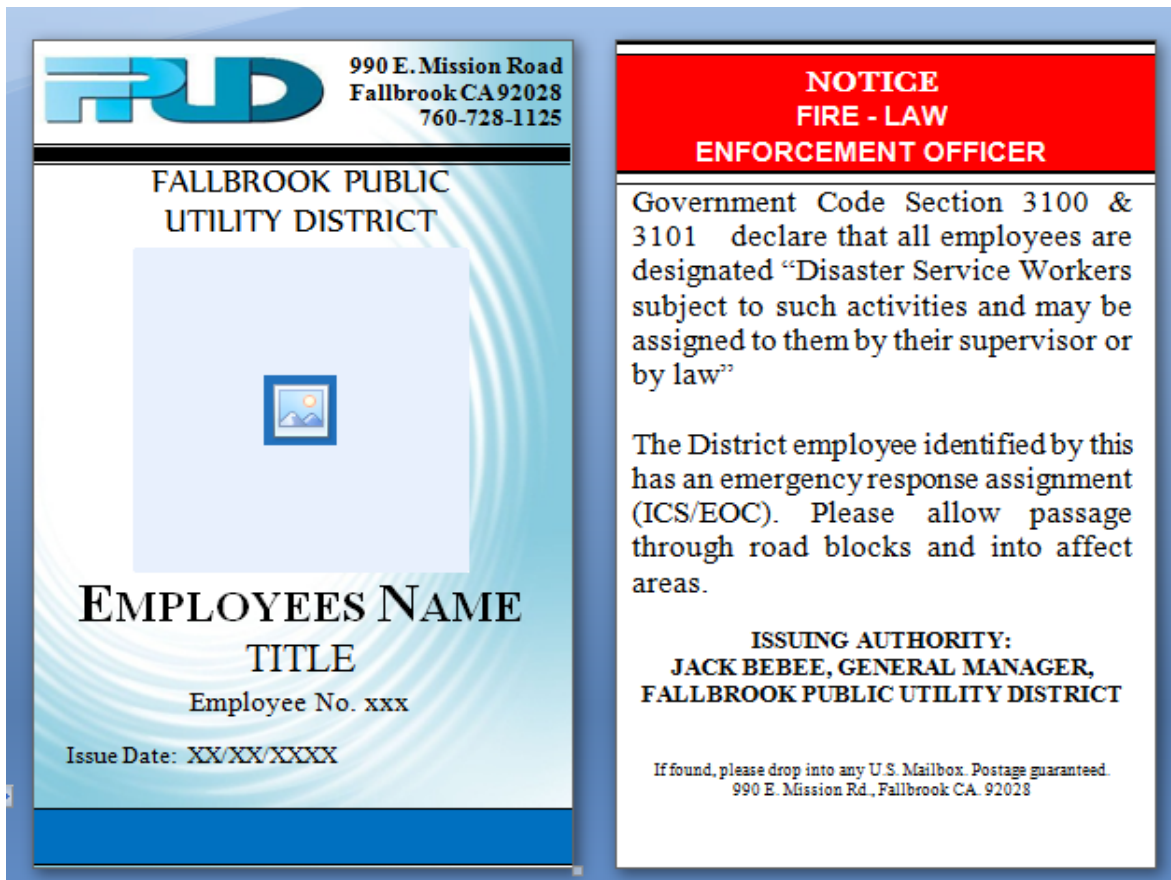 FPUD
990 E. Mission Road
Fallbrook CA 92028
760-728-1125
FALLBROOK PUBLIC
UTILITY DISTRICT
EMPLOYEES NAME
TITLE
Employee No. xxx
Issue Date: XX/XX/XXXX
NOTICE
FIRE - LAW
ENFORCEMENT OFFICER
Government Code Section 3100 &
3101 declare that all employees are
designated “Disaster Service Workers
subject to such activities and may be
assigned to them by their supervisor or
by law”
The District employee identified by this
has an emergency response assignment
(ICS/EOC). Please allow passage
through road blocks and into affect
areas.
ISSUING AUTHORITY:
JACK BEBEE, GENERAL MANAGER,
FALLBROOK PUBLIC UTILITY DISTRICT
If found, please drop into any U.S. Mailbox. Postage guaranteed.
990 E. Mission Rd., Fallbrook CA. 92028